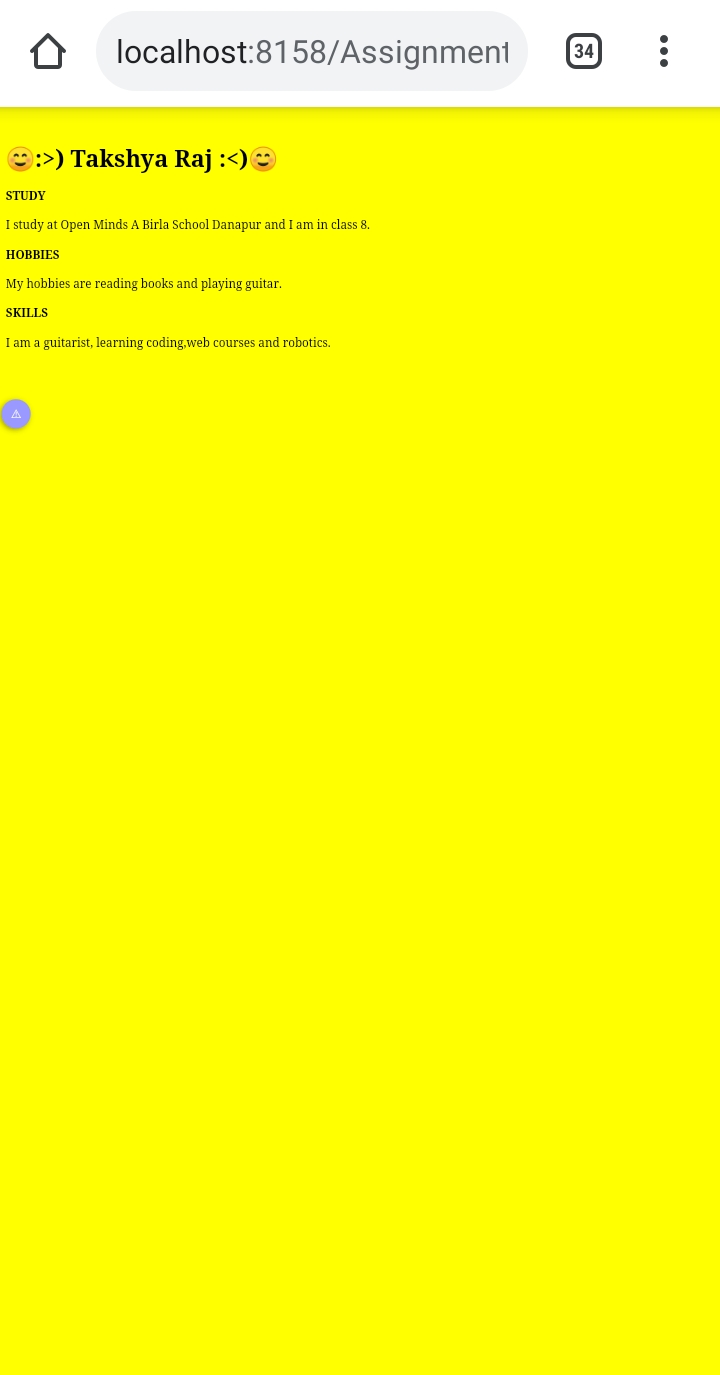 localhost:8158/Assignment
34
😊:>) Takshya Raj :<)😊
STUDY
I study at Open Minds A Birla School Danapur and I am in class 8.
HOBBIES
My hobbies are reading books and playing guitar.
SKILLS
I am a guitarist, learning coding,web courses and robotics.
⚠